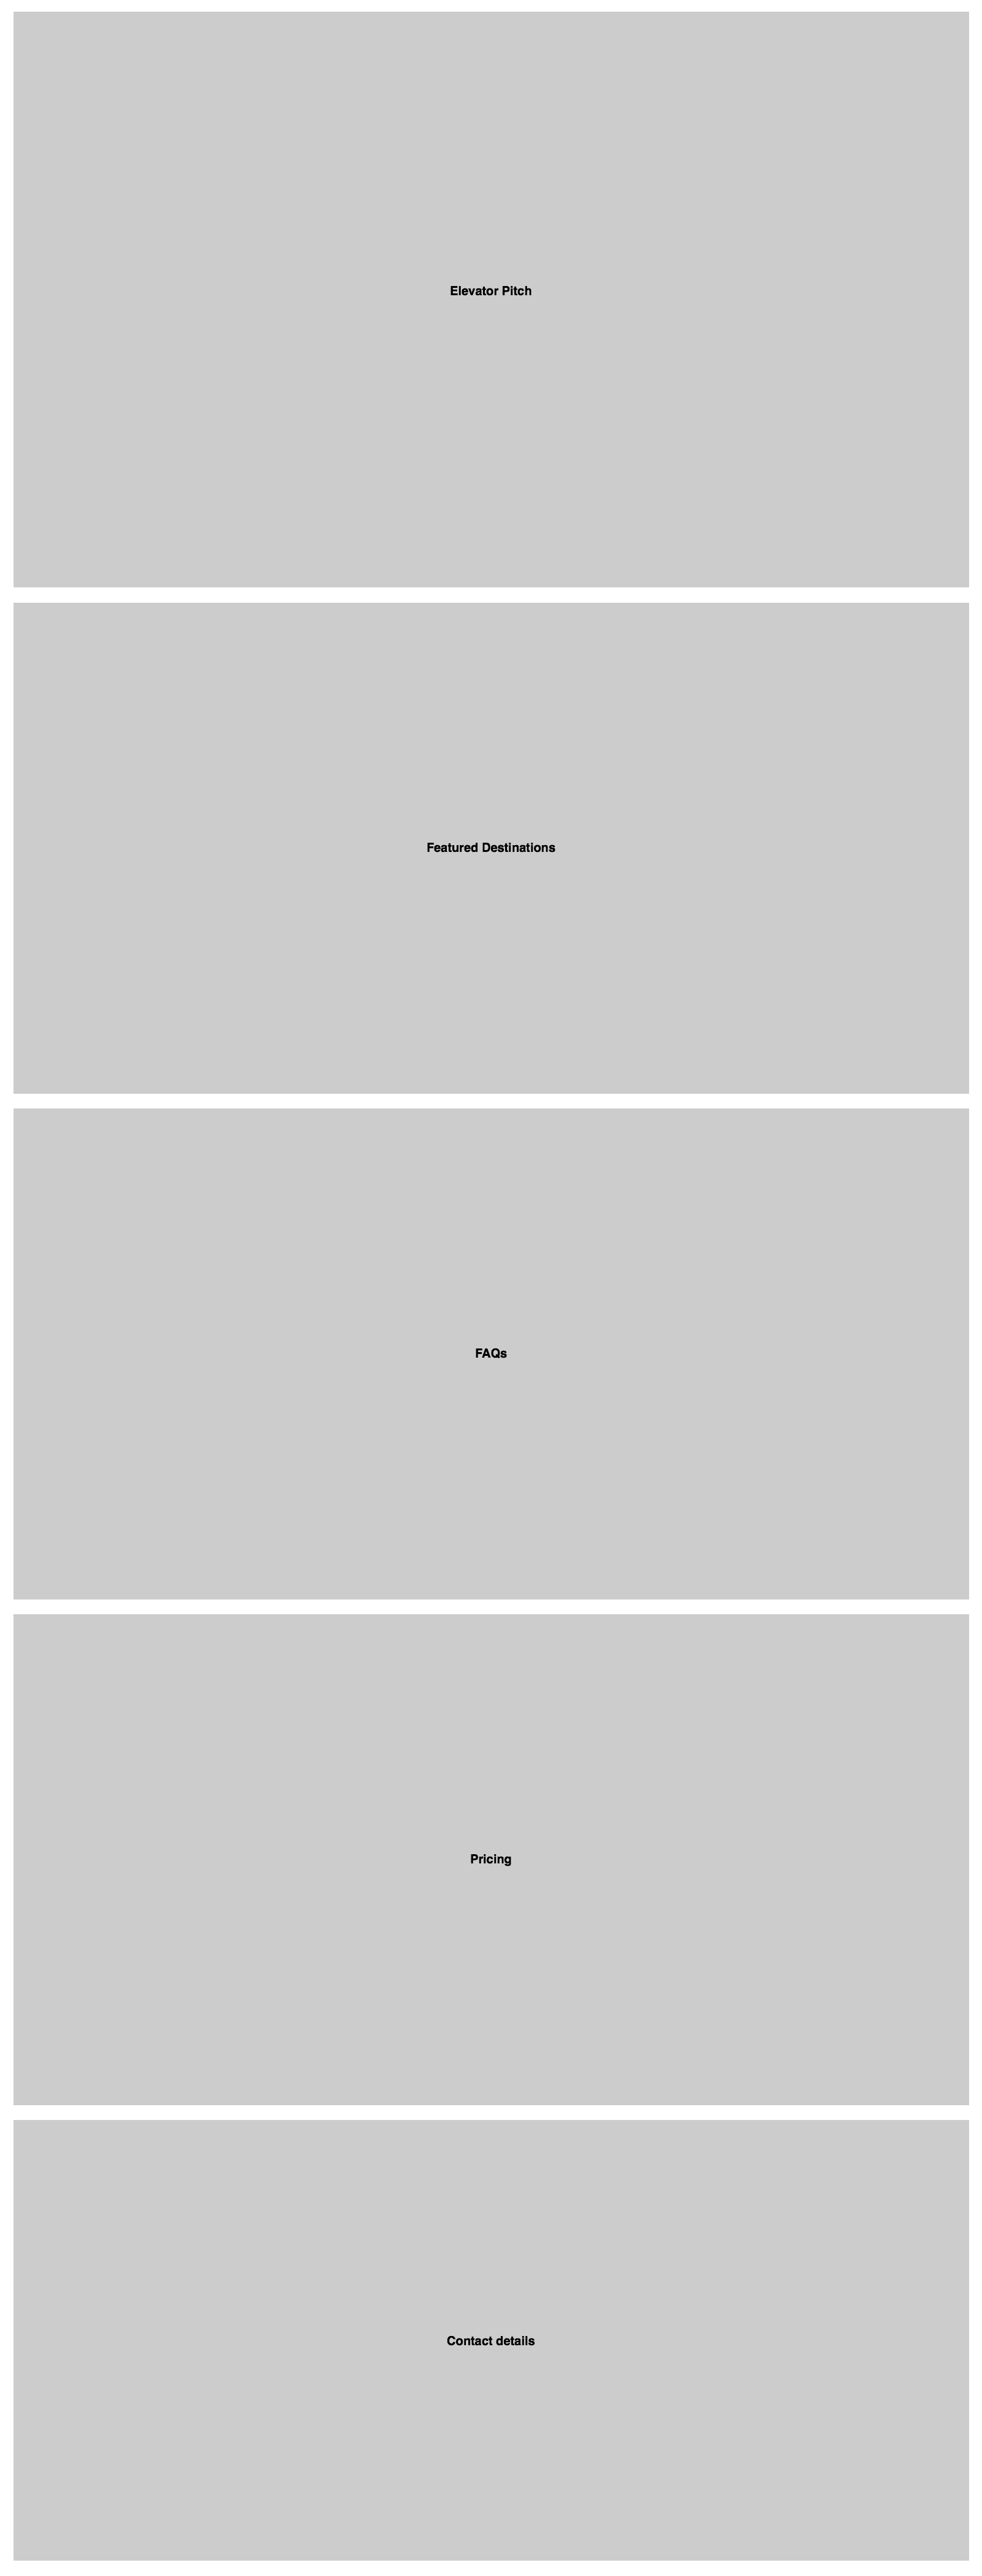 Elevator Pitch
Featured Destinations
FAQs
Pricing
Contact details